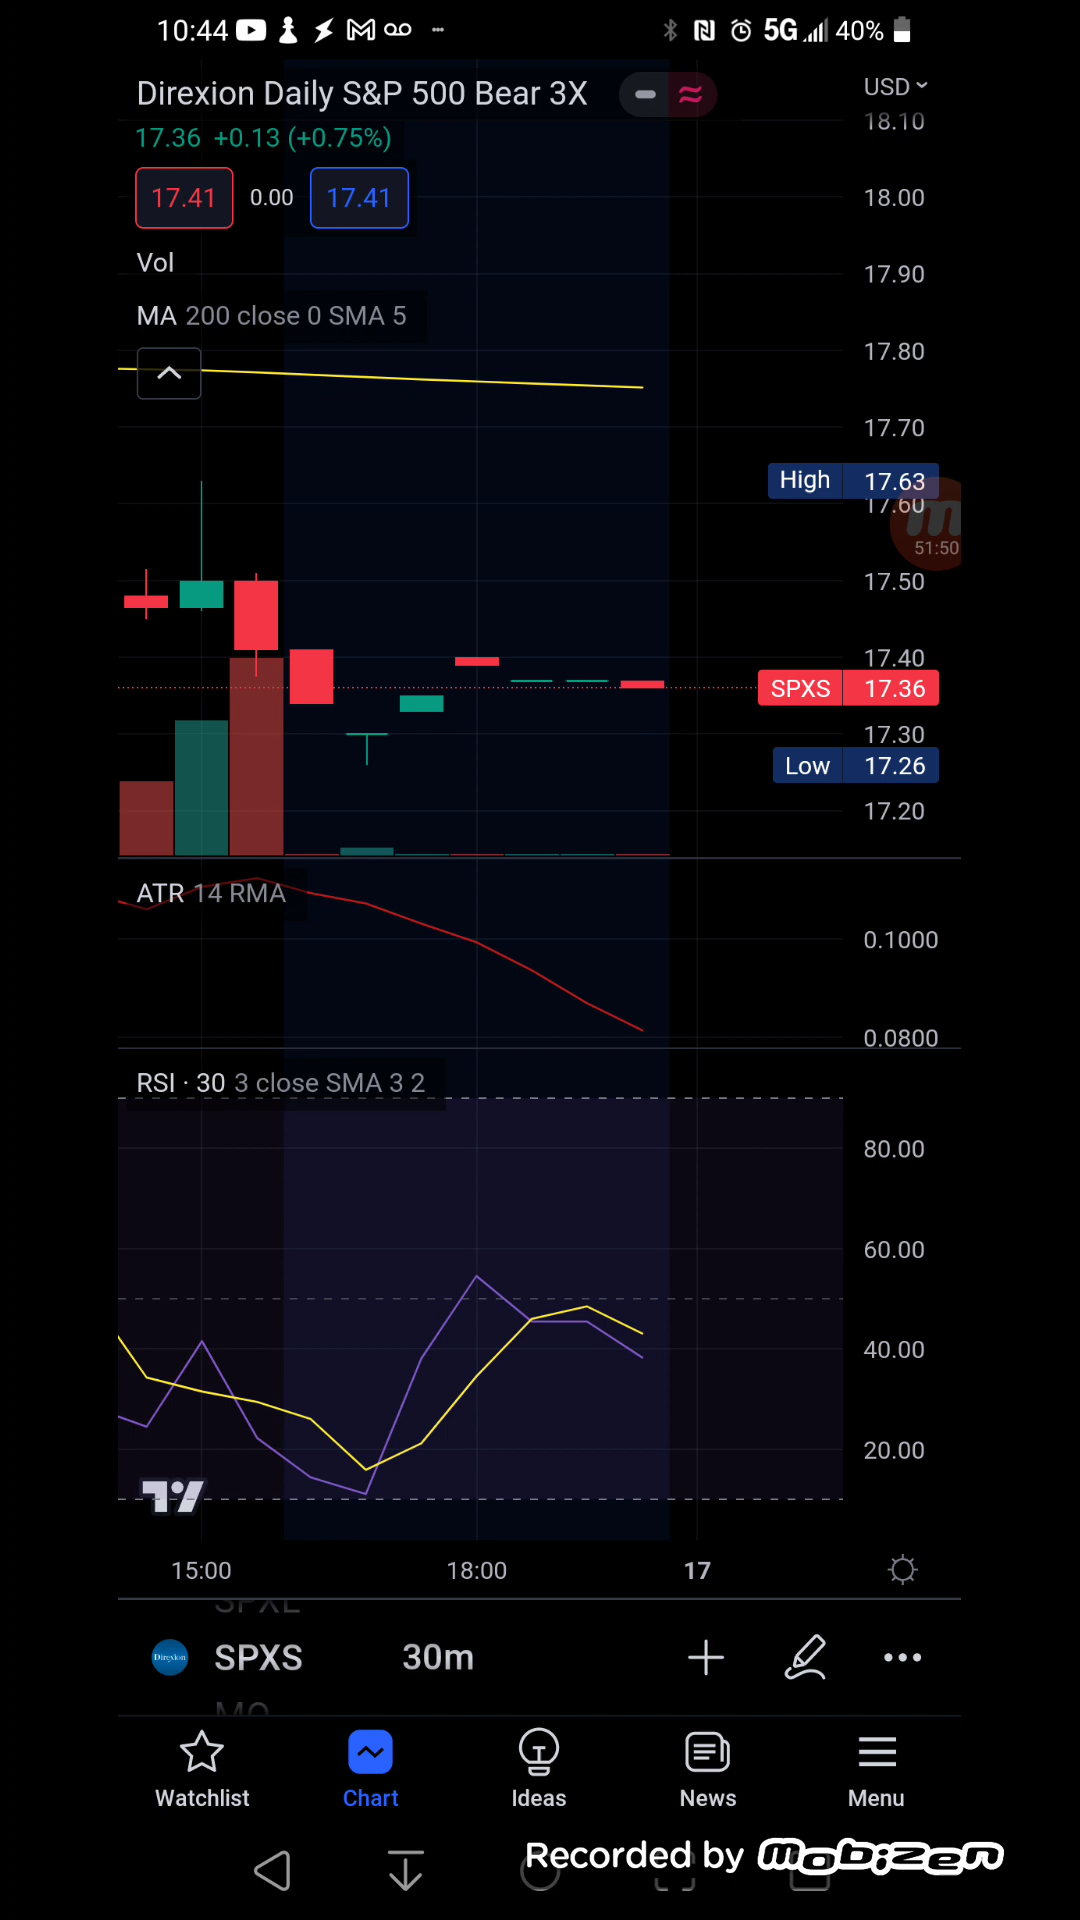 10:44 5G 40%
Direxion Daily S&P 500 Bear 3X
USD
17.36 +0.13 (+0.75%)
18.10
17.41 0.00 17.41
18.00
Vol
17.90
MA 200 close 0 SMA 5
17.80
17.70
High 17.63
17.60
51:50
17.50
17.40
SPXS 17.36
17.30
Low 17.26
17.20
ATR 14 RMA
0.1000
0.0800
RSI · 30 3 close SMA 3 2
80.00
60.00
40.00
20.00
15:00 18:00 17
SPXL
Direxion SPXS 30m
MO
Watchlist Chart Ideas News Menu
Recorded by mobizen